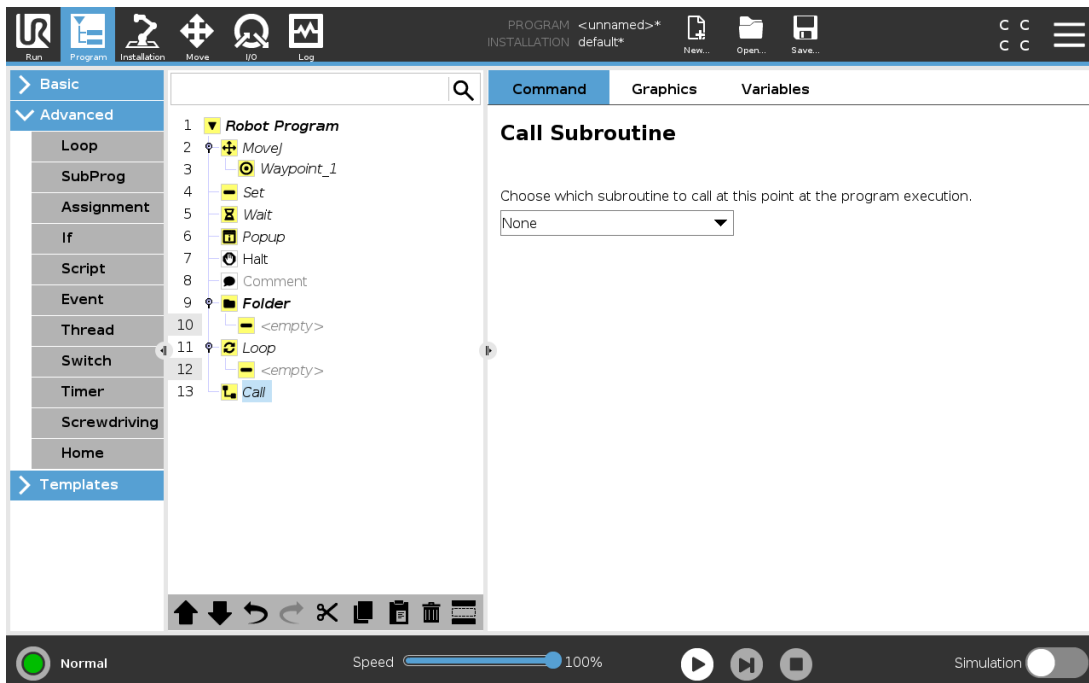 PROGRAM <unnamed>*
INSTALLATION default*
Run Program Installation Move I/O Log
New... Open... Save...
C C
C C
Basic
Advanced
Loop
SubProg
Assignment
If
Script
Event
Thread
Switch
Timer
Screwdriving
Home
Templates
1 Robot Program
2 MoveJ
3 Waypoint_1
4 Set
5 Wait
6 Popup
7 Halt
8 Comment
9 Folder
10 <empty>
11 Loop
12 <empty>
13 Call
Command Graphics Variables
Call Subroutine
Choose which subroutine to call at this point at the program execution.
None
Normal
Speed 100%
Simulation